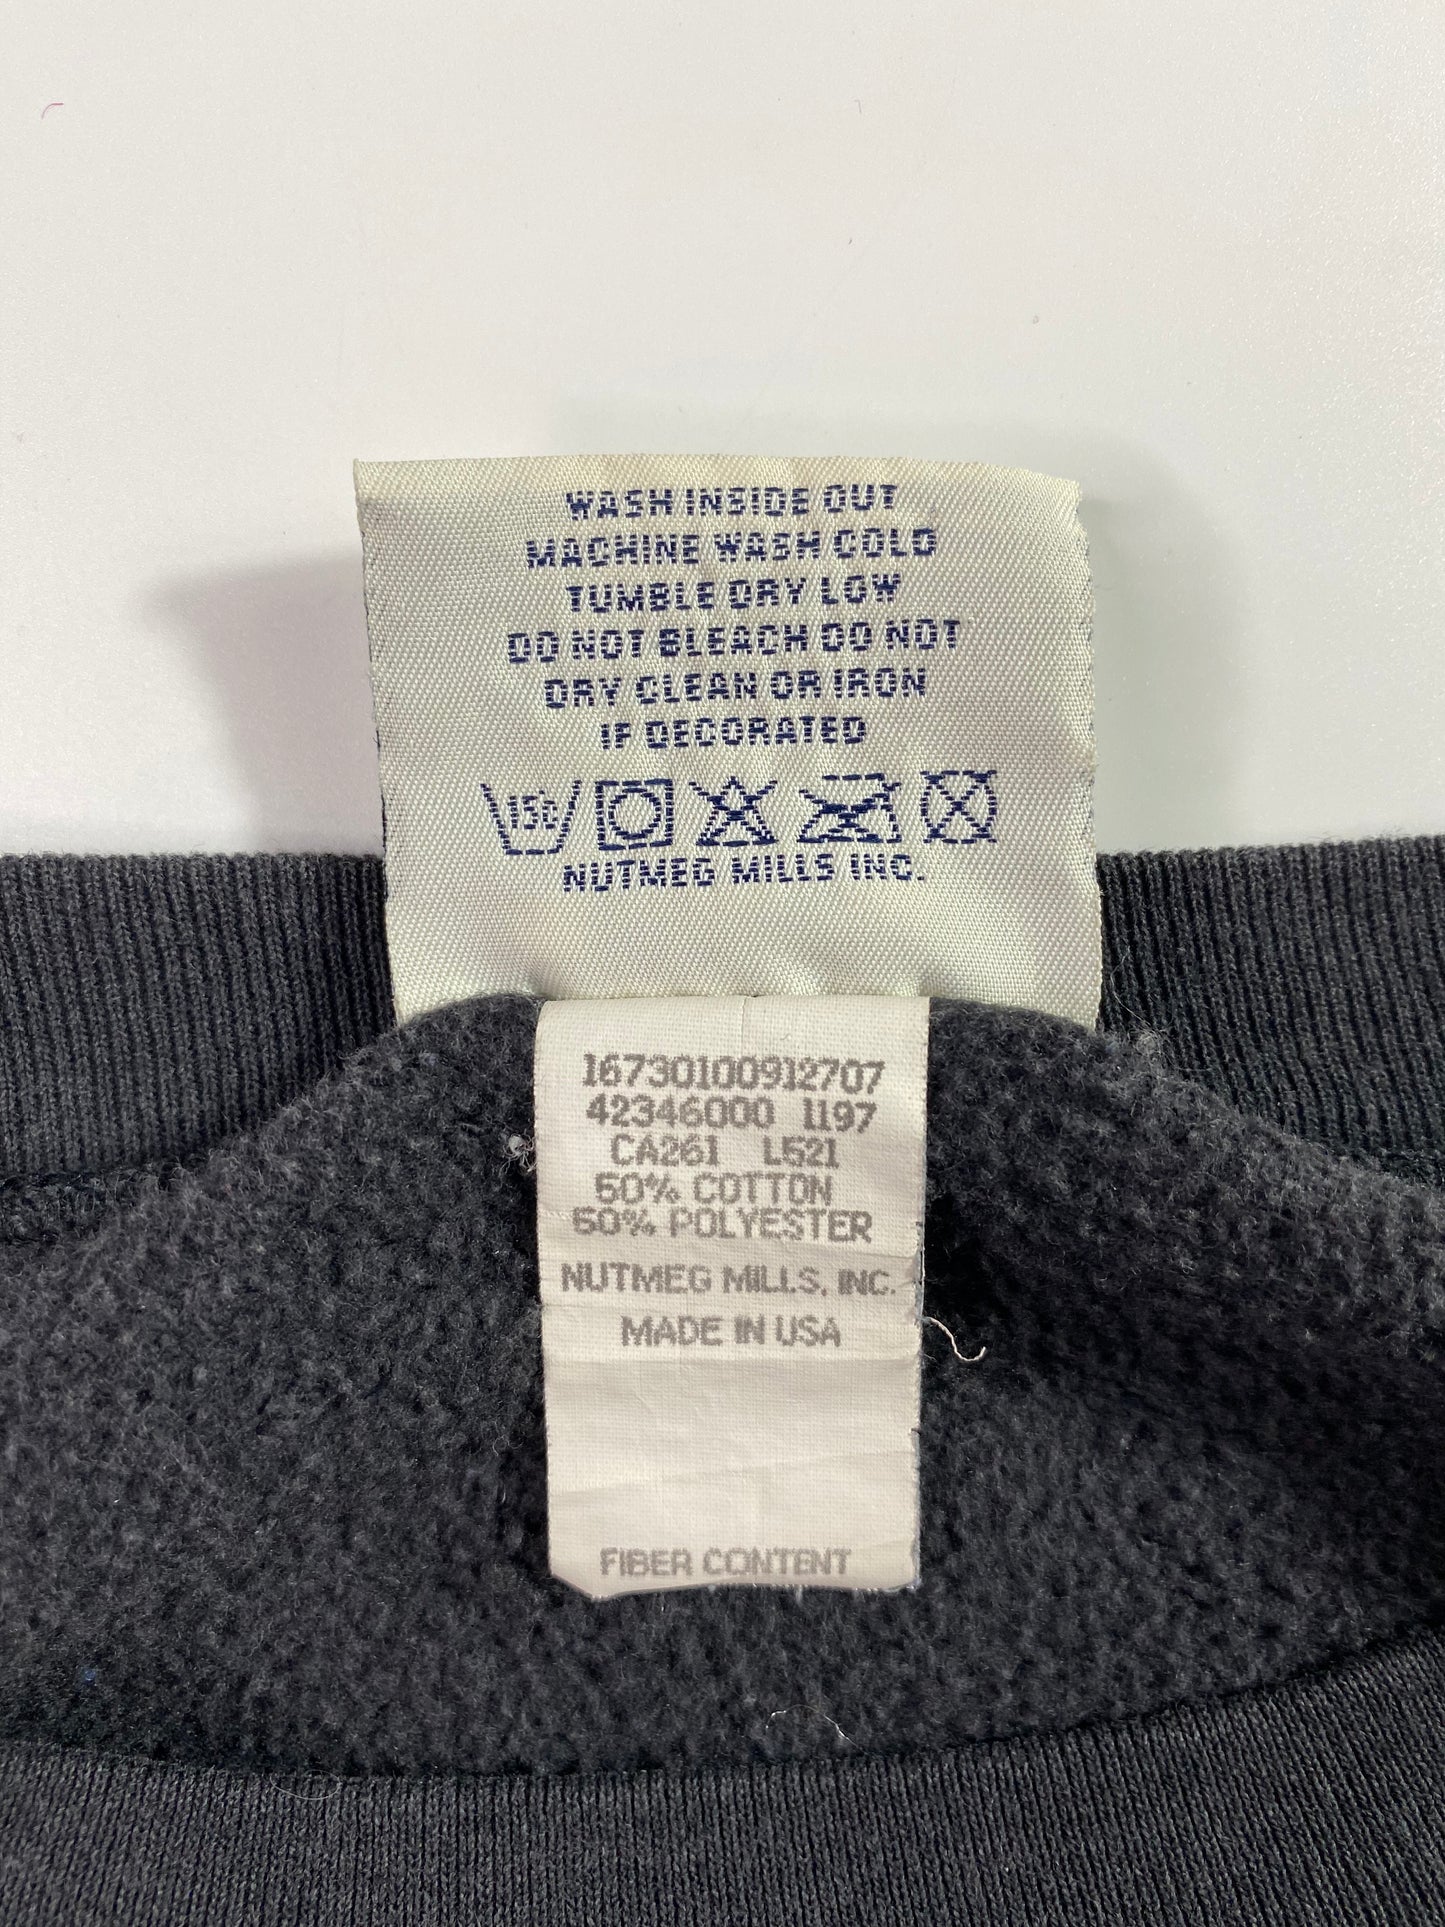 WASH INSIDE OUT
MACHINE WASH COLD
TUMBLE DRY LOW
DO NOT BLEACH DO NOT
DRY CLEAN OR IRON
IF DECORATED
15°C
NUTMEG MILLS INC.
16730100912707
42346000 1197
CA261 L521
50% COTTON
50% POLYESTER
NUTMEG MILLS, INC.
MADE IN USA
FIBER CONTENT